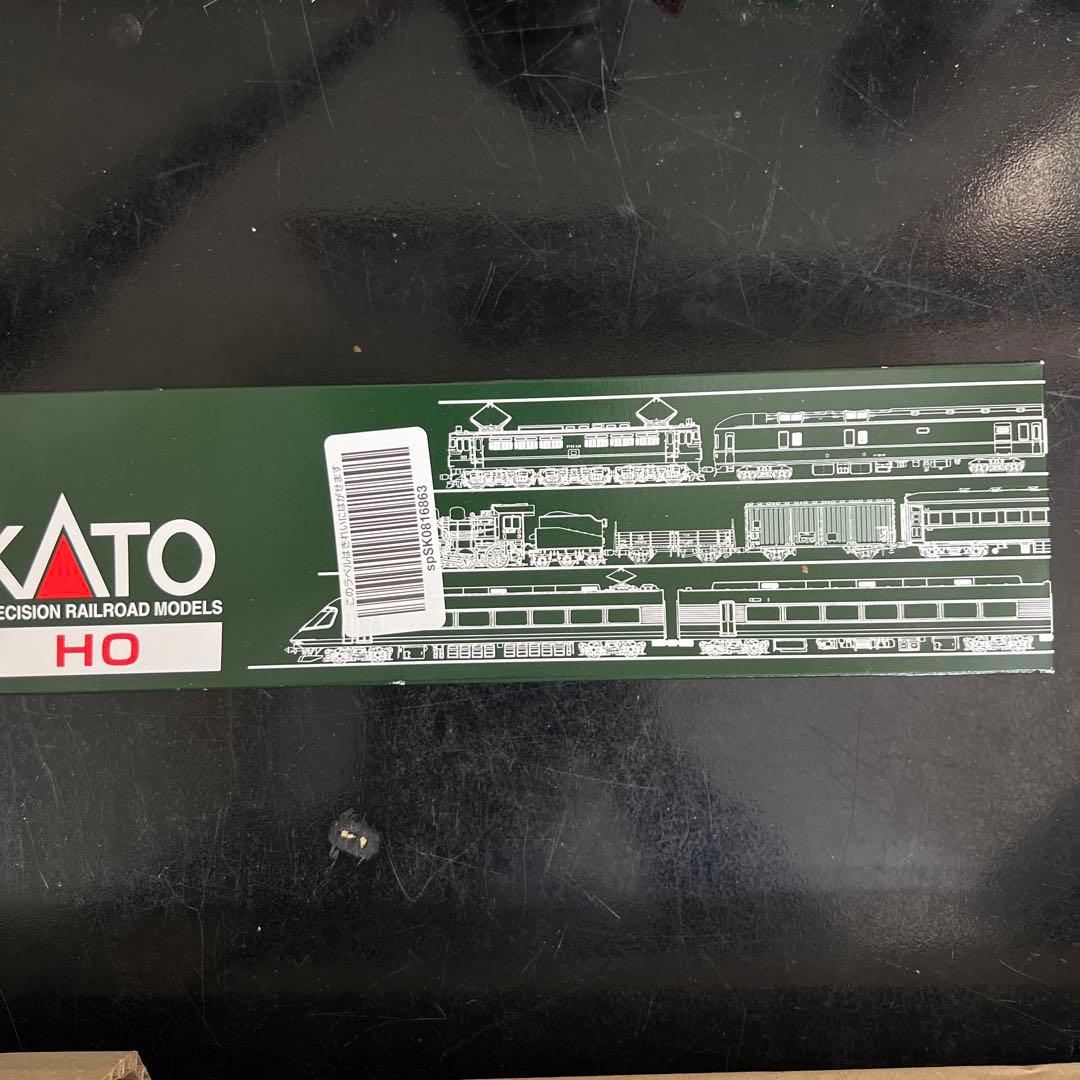 KATO
ECISION RAILROAD MODELS
HO
このラベルはきれいにはがせます
spSK0816863